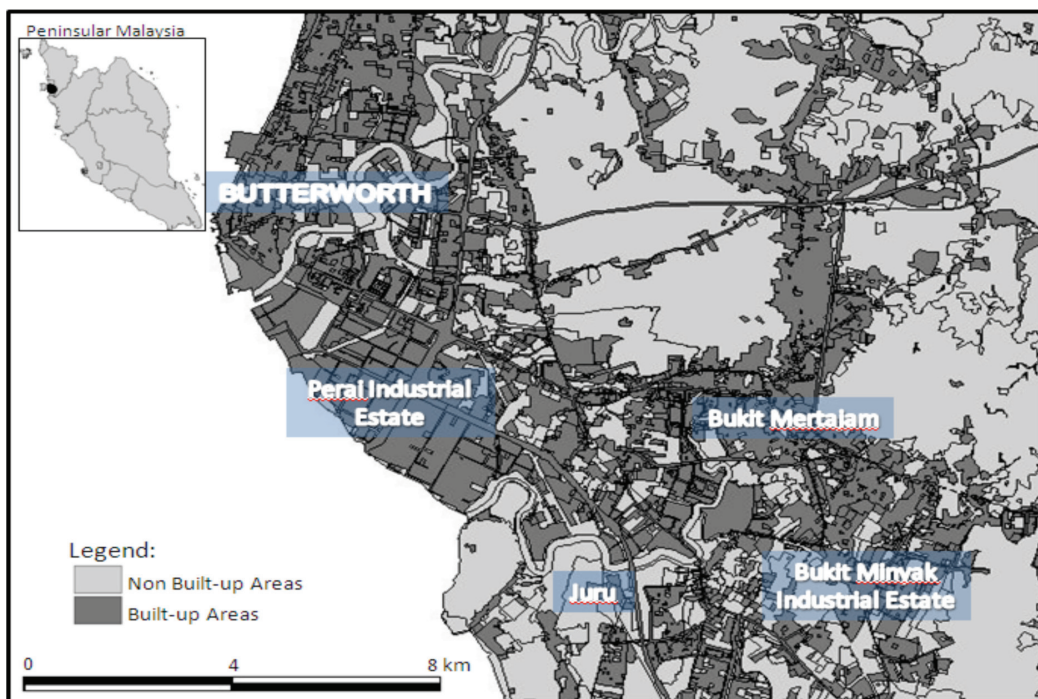 Peninsular Malaysia
BUTTERWORTH
Perai Industrial
Estate
Bukit Mertajam
Legend:
Non Built-up Areas
Built-up Areas
Juru
Bukit Minyak
Industrial Estate
0 4 8 km